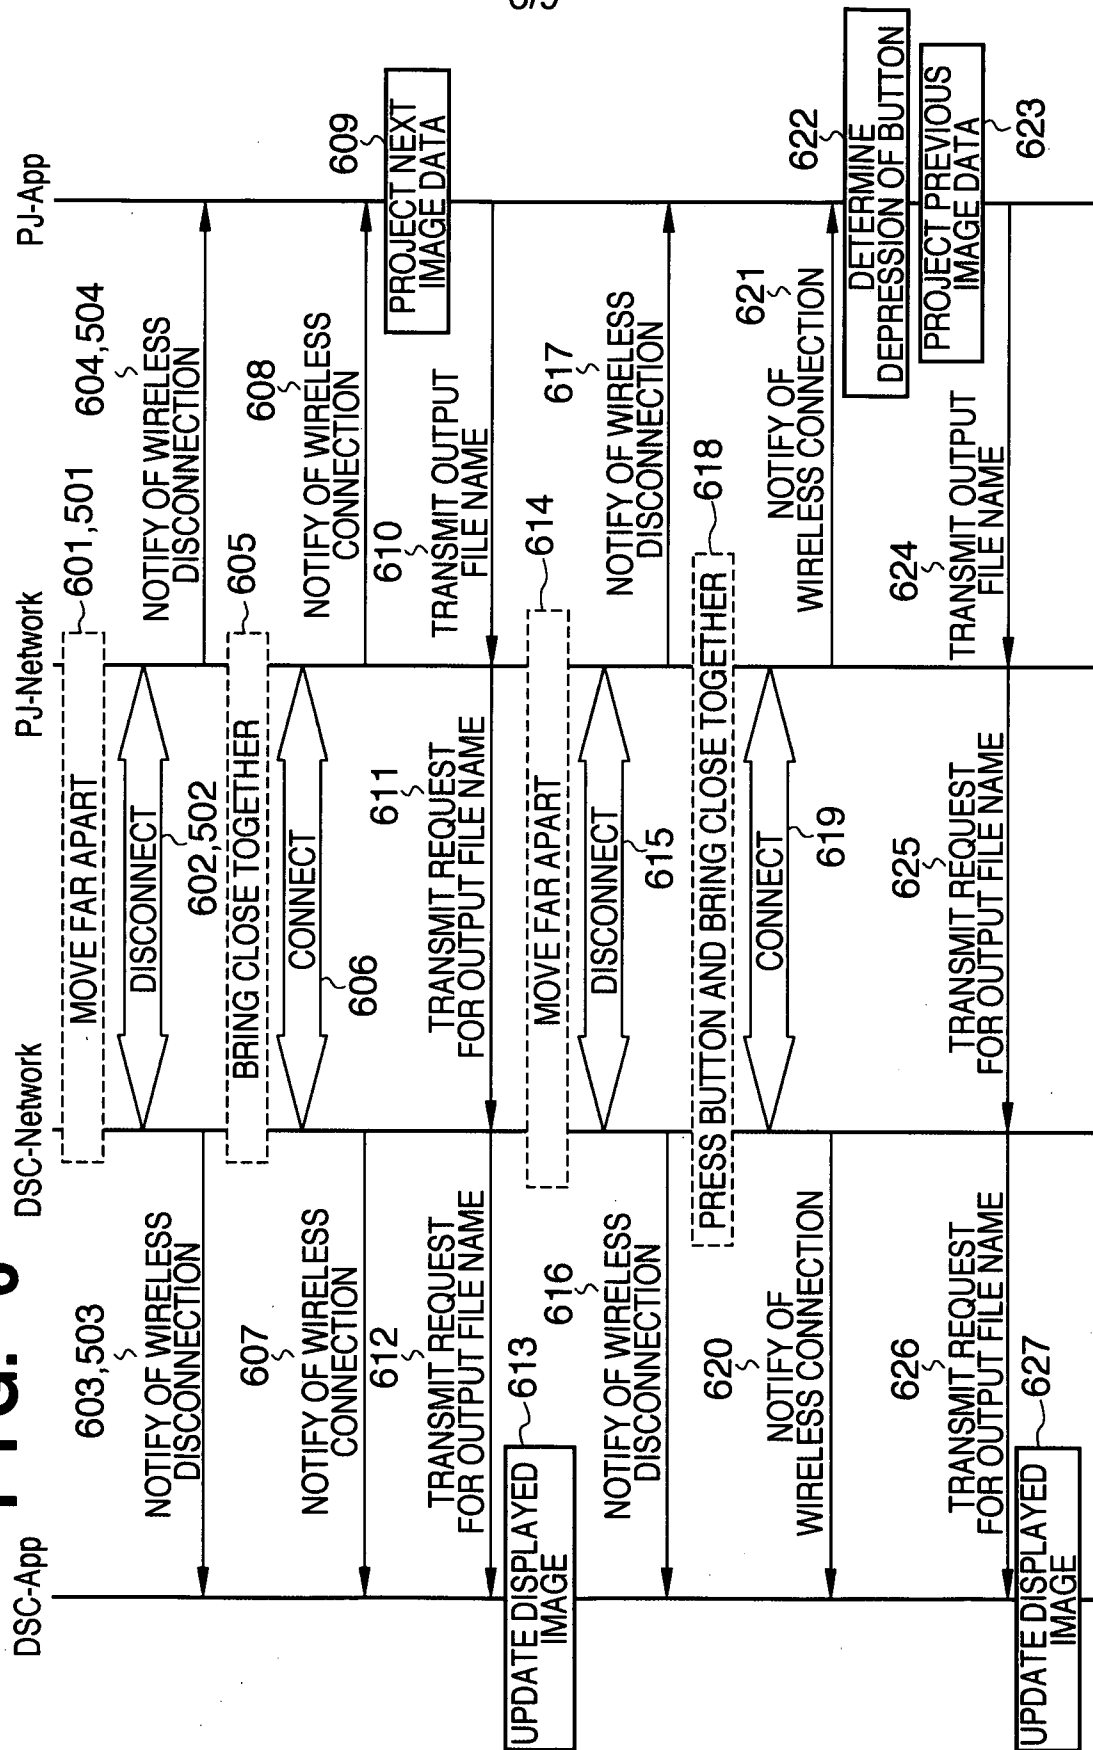 DSC-App
DSC-Network
PJ-Network
PJ-App
MOVE FAR APART
601,501
DISCONNECT
602,502
603,503
NOTIFY OF WIRELESS
DISCONNECTION
604,504
NOTIFY OF WIRELESS
DISCONNECTION
BRING CLOSE TOGETHER
605
CONNECT
606
607
NOTIFY OF WIRELESS
CONNECTION
608
NOTIFY OF WIRELESS
CONNECTION
609
PROJECT NEXT
IMAGE DATA
610
TRANSMIT OUTPUT
FILE NAME
611
TRANSMIT REQUEST
FOR OUTPUT FILE NAME
612
TRANSMIT REQUEST
FOR OUTPUT FILE NAME
UPDATE DISPLAYED
IMAGE
613
MOVE FAR APART
614
DISCONNECT
615
616
NOTIFY OF WIRELESS
DISCONNECTION
617
NOTIFY OF WIRELESS
DISCONNECTION
PRESS BUTTON AND BRING CLOSE TOGETHER
618
CONNECT
619
620
NOTIFY OF
WIRELESS CONNECTION
621
NOTIFY OF
WIRELESS CONNECTION
622
DETERMINE
DEPRESSION OF BUTTON
PROJECT PREVIOUS
IMAGE DATA
623
624
TRANSMIT OUTPUT
FILE NAME
625
TRANSMIT REQUEST
FOR OUTPUT FILE NAME
626
TRANSMIT REQUEST
FOR OUTPUT FILE NAME
UPDATE DISPLAYED
IMAGE
627